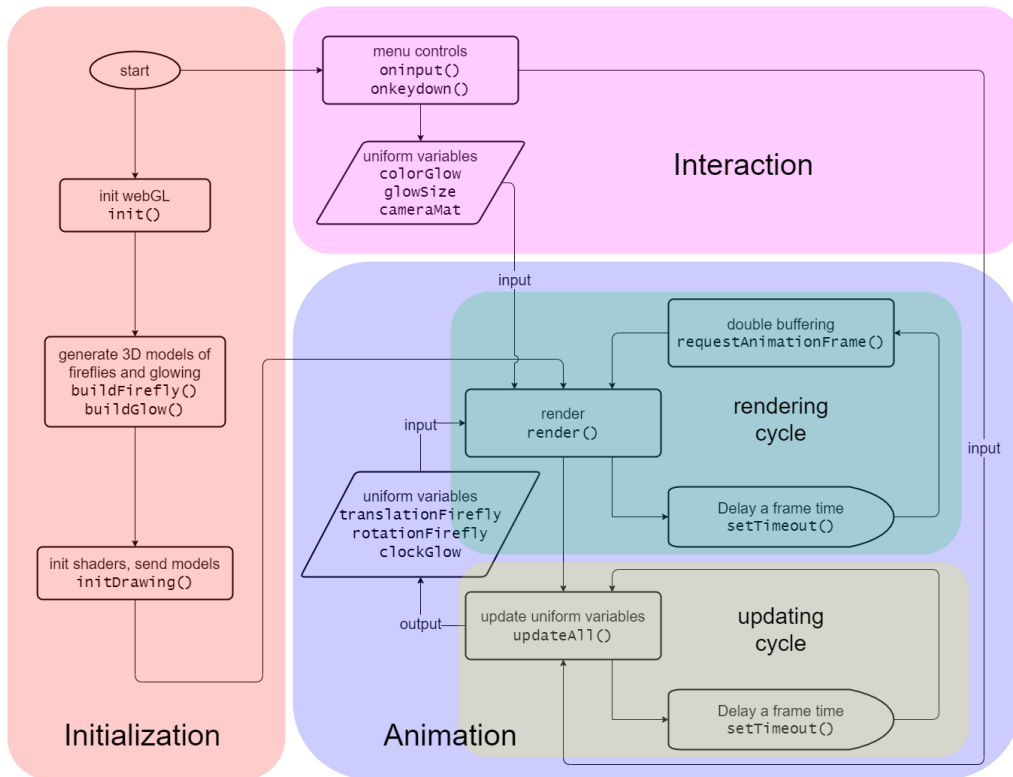 start
init webGL
init()
generate 3D models of
fireflies and glowing
buildFirefly()
buildGlow()
init shaders, send models
initDrawing()
Initialization
menu controls
oninput()
onkeydown()
uniform variables
colorGlow
glowSize
cameraMat
Interaction
input
double buffering
requestAnimationFrame()
render
render()
rendering
cycle
input
input
uniform variables
translationFirefly
rotationFirefly
clockGlow
Delay a frame time
setTimeout()
output
update uniform variables
updateAll()
updating
cycle
Delay a frame time
setTimeout()
Animation